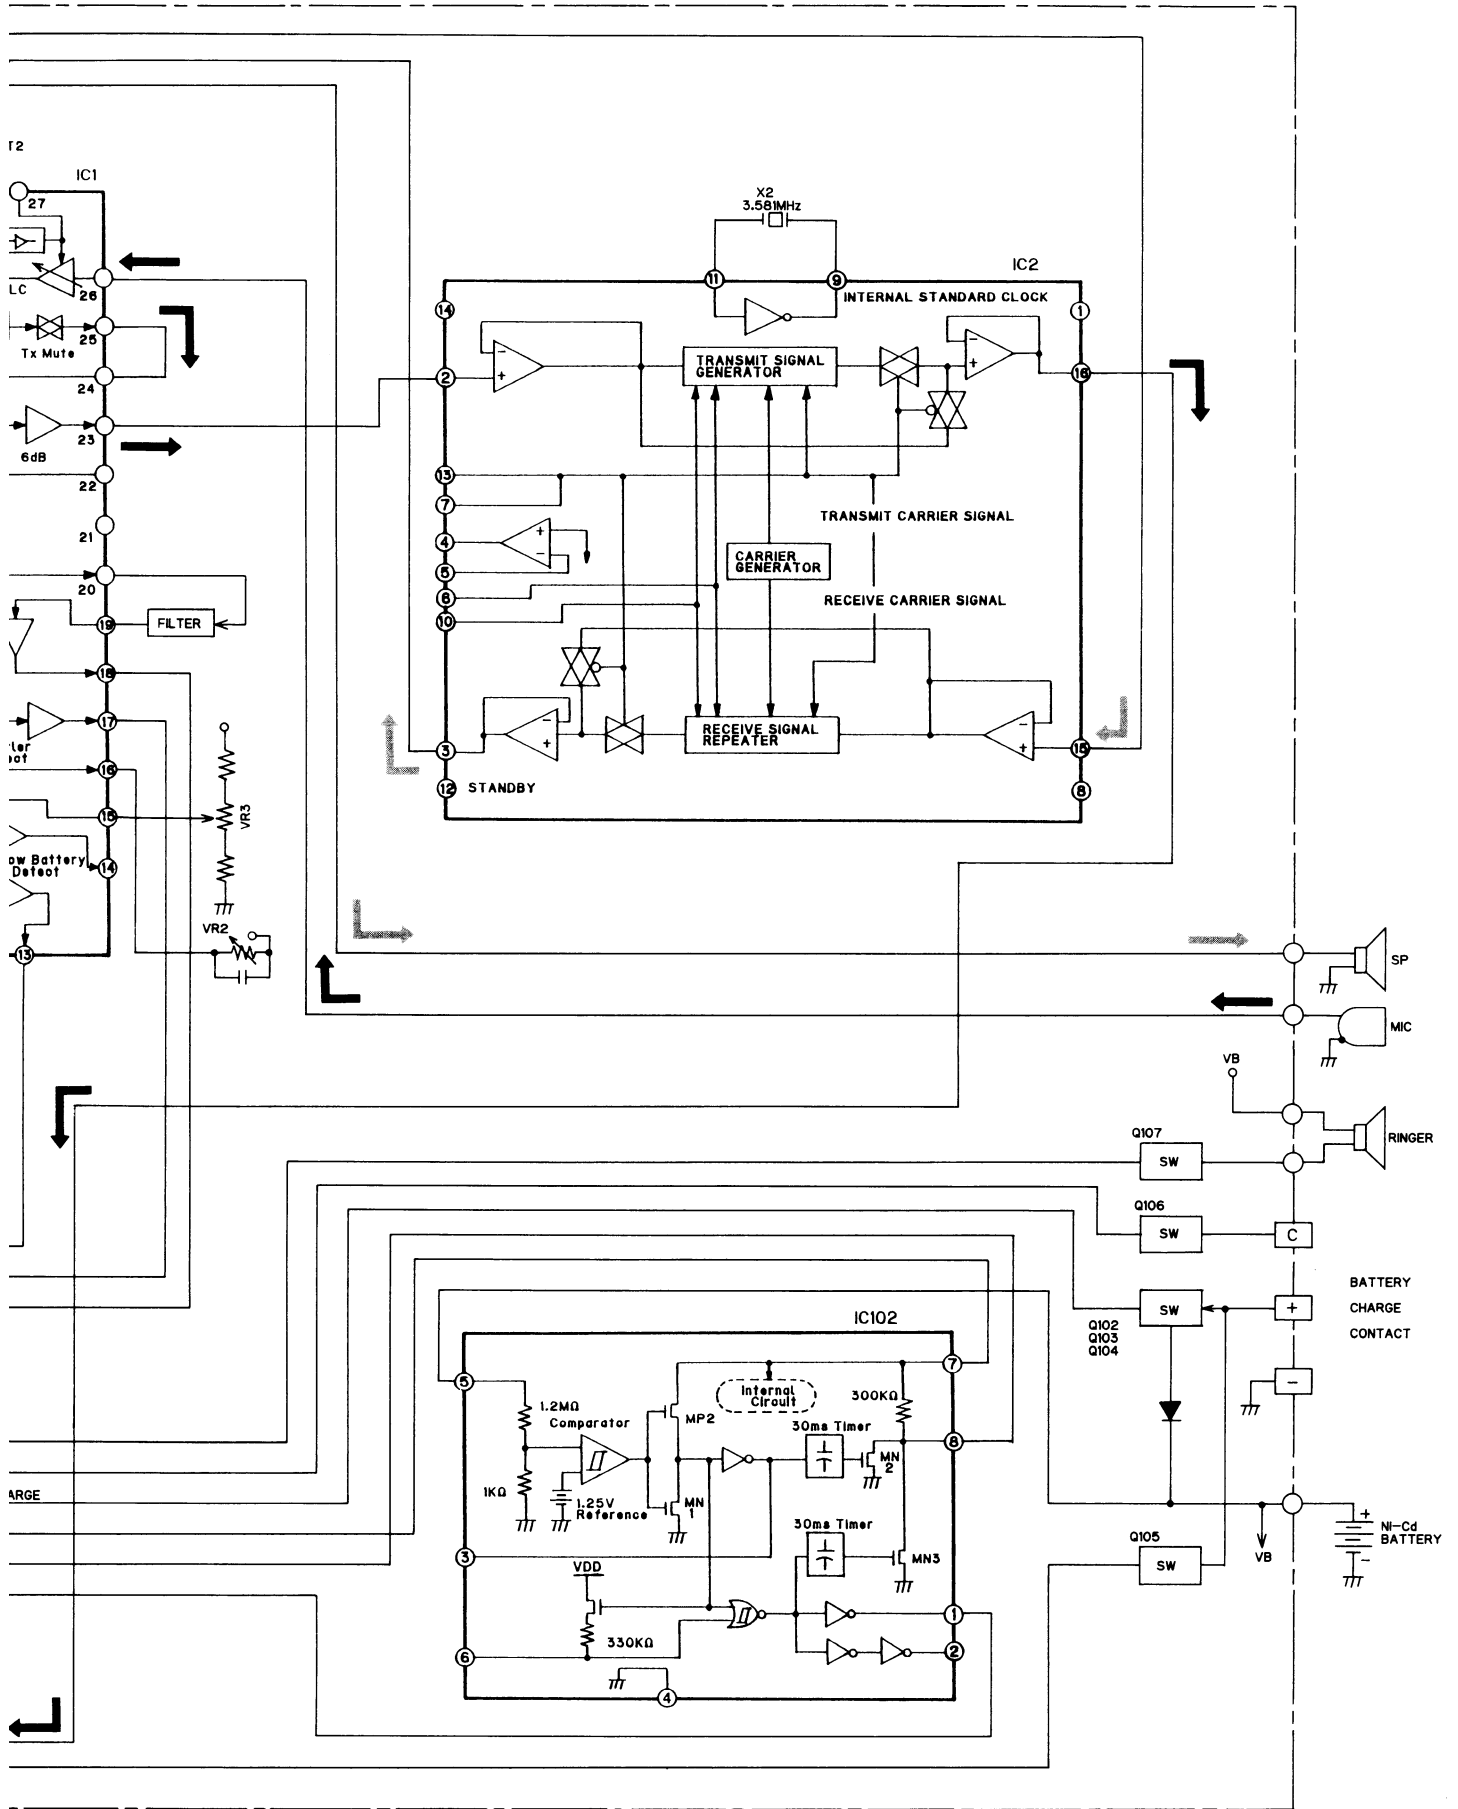 T2
IC1
27
LC
26
25
Tx Mute
24
23
6dB
22
21
20
19
FILTER
18
17
16
15
VR3
14
ow Battery
Detect
VR2
13
X2
3.581MHz
IC2
11
9
INTERNAL STANDARD CLOCK
14
1
TRANSMIT SIGNAL
GENERATOR
2
16
13
7
TRANSMIT CARRIER SIGNAL
4
5
CARRIER
GENERATOR
6
RECEIVE CARRIER SIGNAL
10
RECEIVE SIGNAL
REPEATER
3
15
12
STANDBY
8
SP
MIC
VB
RINGER
Q107
SW
Q106
SW
C
BATTERY
CHARGE
CONTACT
SW
+
Q102
Q103
Q104
−
IC102
5
7
Internal
Circuit
300KΩ
1.2MΩ
Comparator
MP2
30ms Timer
8
MN
2
1KΩ
1.25V
Reference
MN
1
ARGE
30ms Timer
3
MN3
VDD
330KΩ
1
2
6
4
Q105
SW
VB
+
−
Ni-Cd
BATTERY